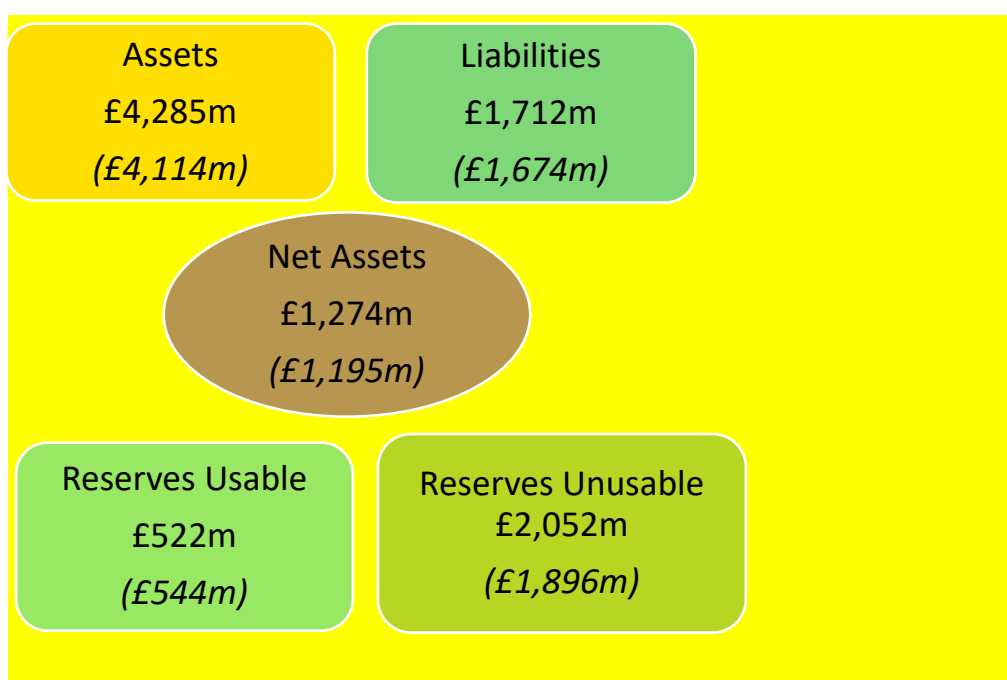 Assets
£4,285m
(£4,114m)
Liabilities
£1,712m
(£1,674m)
Net Assets
£1,274m
(£1,195m)
Reserves Usable
£522m
(£544m)
Reserves Unusable
£2,052m
(£1,896m)